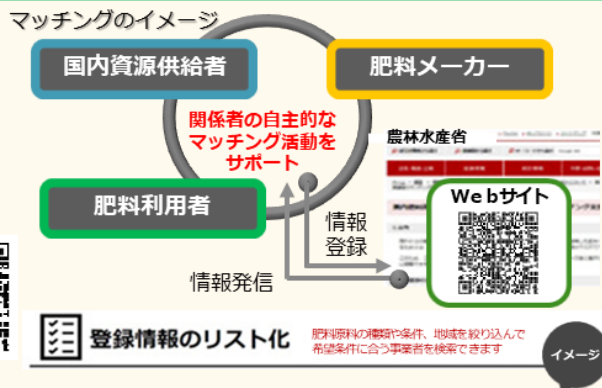 マッチングのイメージ
国内資源供給者
肥料メーカー
関係者の自主的な
マッチング活動を
サポート
農林水産省
Webサイト
肥料利用者
情報
登録
情報発信
登録情報のリスト化
肥料原料の種類や条件、地域を絞り込んで
希望条件に合う事業者を検索できます
イメージ